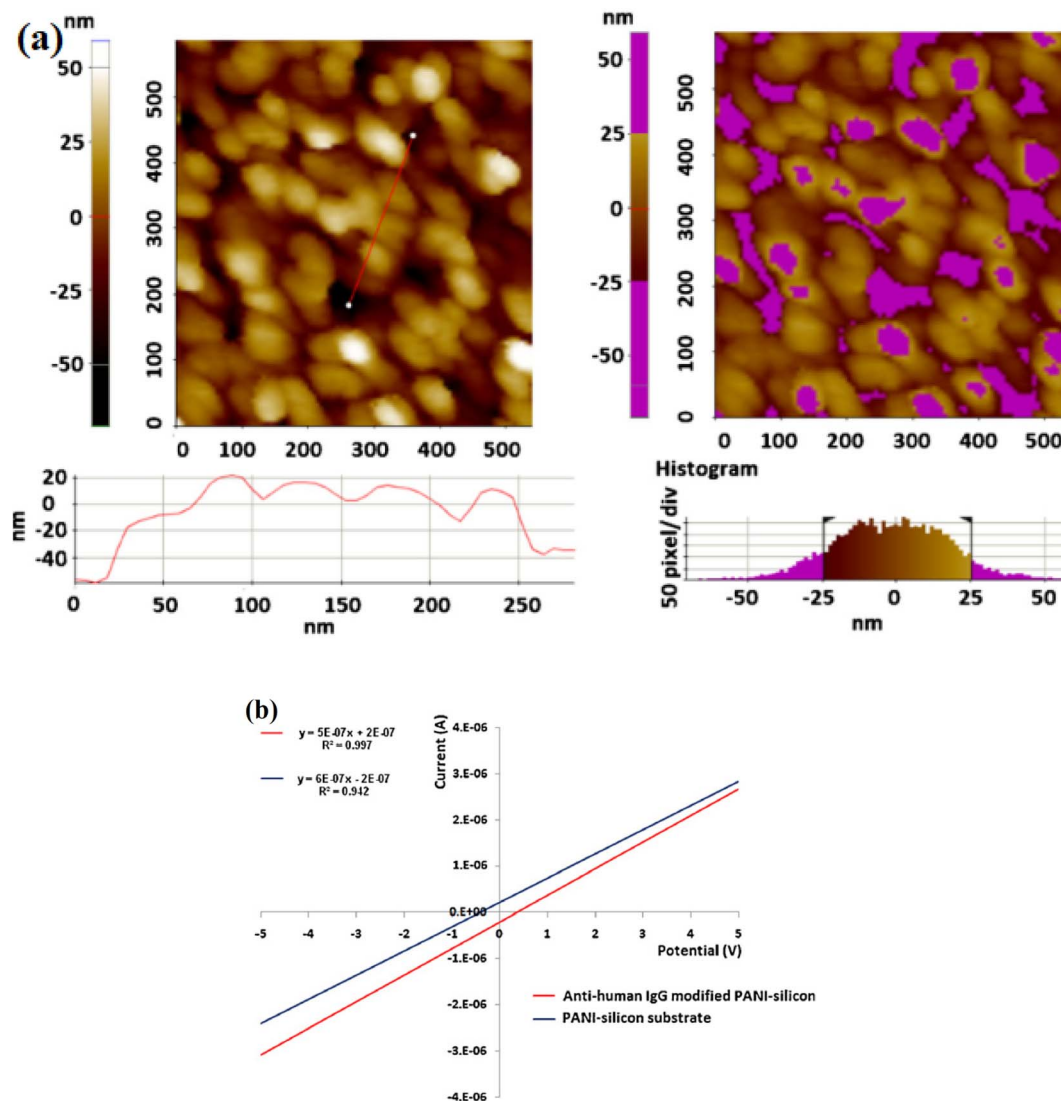 (a)
nm
50
25
0
-25
-50
500
400
300
200
100
0
0 100 200 300 400 500
nm
50
25
0
-25
-50
500
400
300
200
100
0
0 100 200 300 400 500
nm
20
0
-20
-40
0 50 100 150 200 250
nm
Histogram
50 pixel/ div
-50 -25 0 25 50
nm
(b)
y = 5E-07x + 2E-07
R² = 0.997
y = 6E-07x - 2E-07
R² = 0.942
Current (A)
4.E-06
3.E-06
2.E-06
1.E-06
0.E+00
-1.E-06
-2.E-06
-3.E-06
-4.E-06
-5 -4 -3 -2 -1 0 1 2 3 4 5
Potential (V)
Anti-human IgG modified PANI-silicon
PANI-silicon substrate